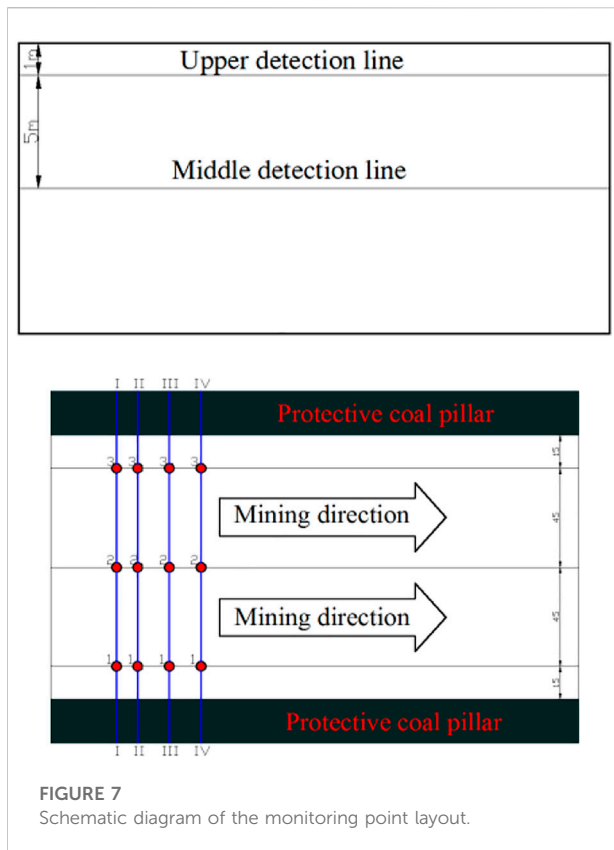 1m
Upper detection line
5m
Middle detection line
I II III IV
Protective coal pillar
15
3 3 3 3
Mining direction
45
2 2 2 2
Mining direction
45
1 1 1 1
15
Protective coal pillar
I II III IV
FIGURE 7
Schematic diagram of the monitoring point layout.